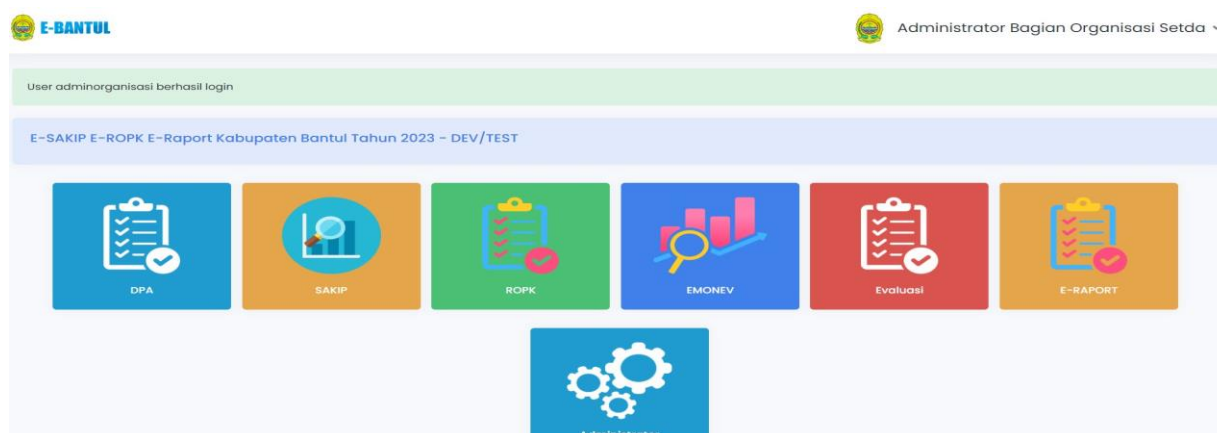 E-BANTUL
Administrator Bagian Organisasi Setda
User adminorganisasi berhasil login
E-SAKIP E-ROPK E-Raport Kabupaten Bantul Tahun 2023 - DEV/TEST
DPA
SAKIP
ROPK
EMONEV
Evaluasi
E-RAPORT
Administrator